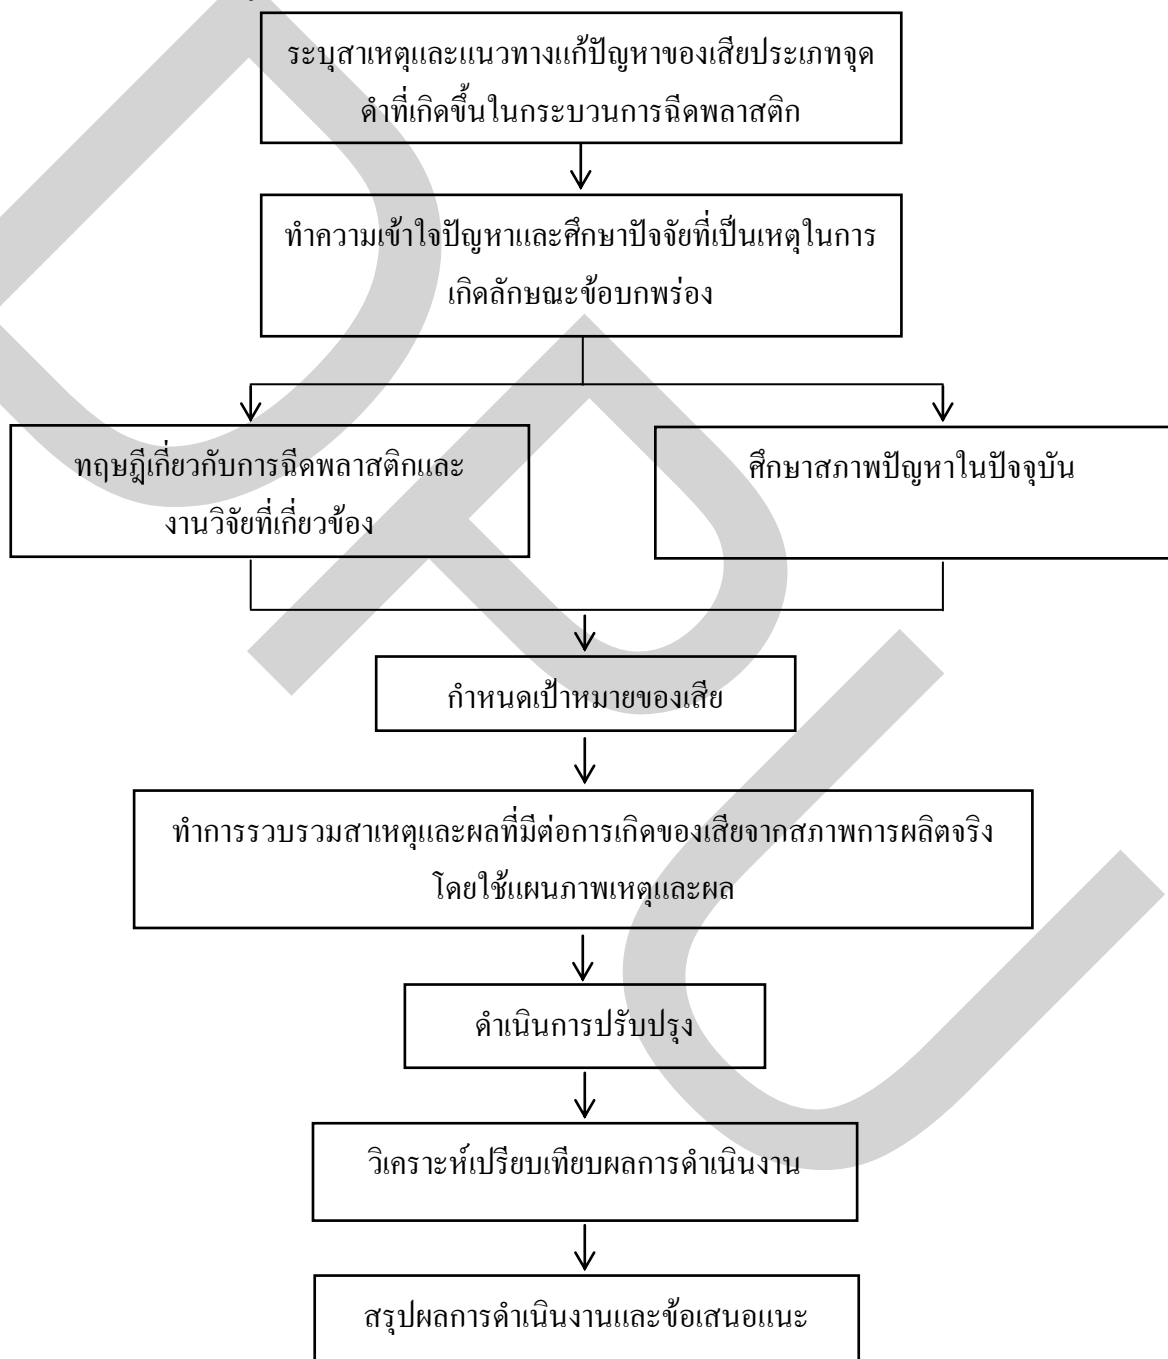 ระบุสาเหตุและแนวทางแก้ปัญหาของเสียประเภทจุด
ดำที่เกิดขึ้นในกระบวนการฉีดพลาสติก
ทำความเข้าใจปัญหาและศึกษาปัจจัยที่เป็นเหตุในการ
เกิดลักษณะข้อบกพร่อง
ทฤษฎีเกี่ยวกับการฉีดพลาสติกและ
งานวิจัยที่เกี่ยวข้อง
ศึกษาสภาพปัญหาในปัจจุบัน
กำหนดเป้าหมายของเสีย
ทำการรวบรวมสาเหตุและผลที่มีต่อการเกิดของเสียจากสภาพการผลิตจริง
โดยใช้แผนภาพเหตุและผล
ดำเนินการปรับปรุง
วิเคราะห์เปรียบเทียบผลการดำเนินงาน
สรุปผลการดำเนินงานและข้อเสนอแนะ
DPU